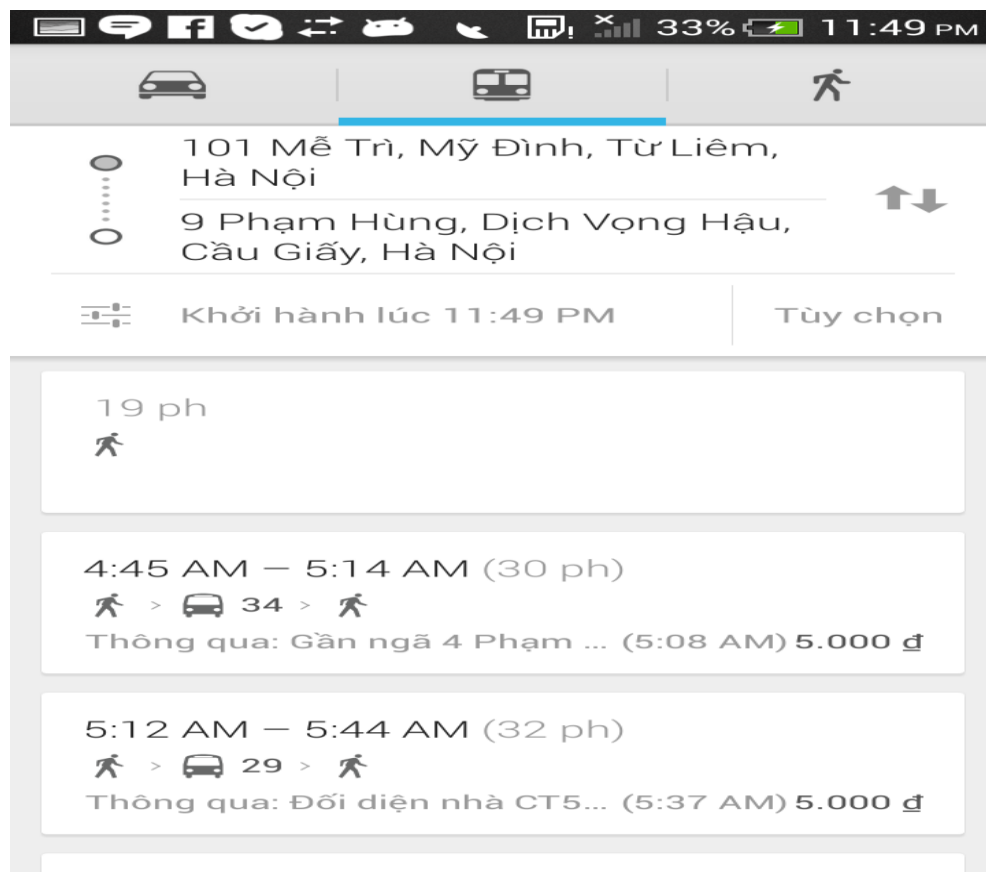 33% 11:49 PM
101 Mễ Trì, Mỹ Đình, Từ Liêm,
Hà Nội
9 Phạm Hùng, Dịch Vọng Hậu,
Cầu Giấy, Hà Nội
Khởi hành lúc 11:49 PM Tùy chọn
19 ph
4:45 AM — 5:14 AM (30 ph)
> 34 >
Thông qua: Gần ngã 4 Phạm ... (5:08 AM) 5.000 ₫
5:12 AM — 5:44 AM (32 ph)
> 29 >
Thông qua: Đối diện nhà CT5... (5:37 AM) 5.000 ₫